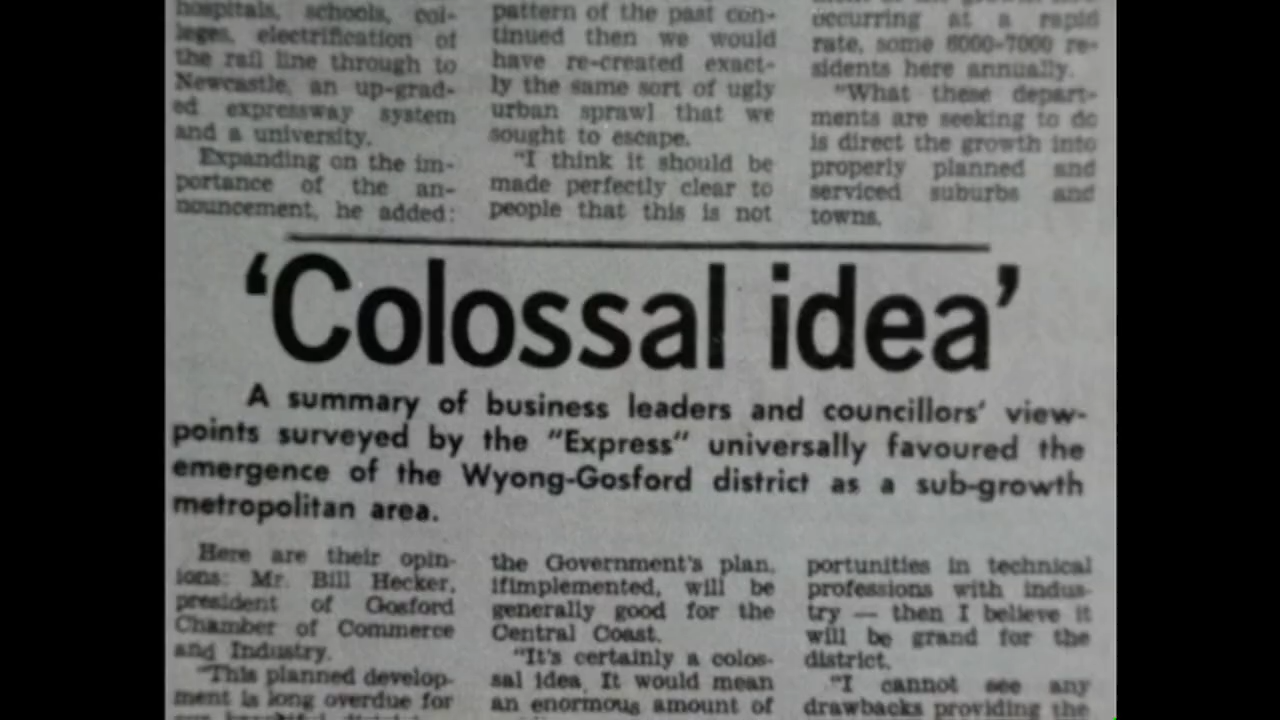 hospitals, schools, col-
leges, electrification of
the rail line through to
Newcastle, an up-grad-
ed expressway system
and a university.
Expanding on the im-
portance of the an-
nouncement, he added:
pattern of the past con-
tinued then we would
have re-created exact-
ly the same sort of ugly
urban sprawl that we
sought to escape.
"I think it should be
made perfectly clear to
people that this is not
occurring at a rapid
rate, some 6000-7000 re-
sidents here annually.
"What these depart-
ments are seeking to do
is direct the growth into
properly planned and
serviced suburbs and
towns.
'Colossal idea'
A summary of business leaders and councillors' view-
points surveyed by the "Express" universally favoured the
emergence of the Wyong-Gosford district as a sub-growth
metropolitan area.
Here are their opin-
ions: Mr. Bill Hecker,
president of Gosford
Chamber of Commerce
and Industry.
"This planned develop-
ment is long overdue for
the Government's plan,
ifimplemented, will be
generally good for the
Central Coast.
"It's certainly a colos-
sal idea. It would mean
an enormous amount of
portunities in technical
professions with indus-
try — then I believe it
will be grand for the
district.
"I cannot see any
drawbacks providing the